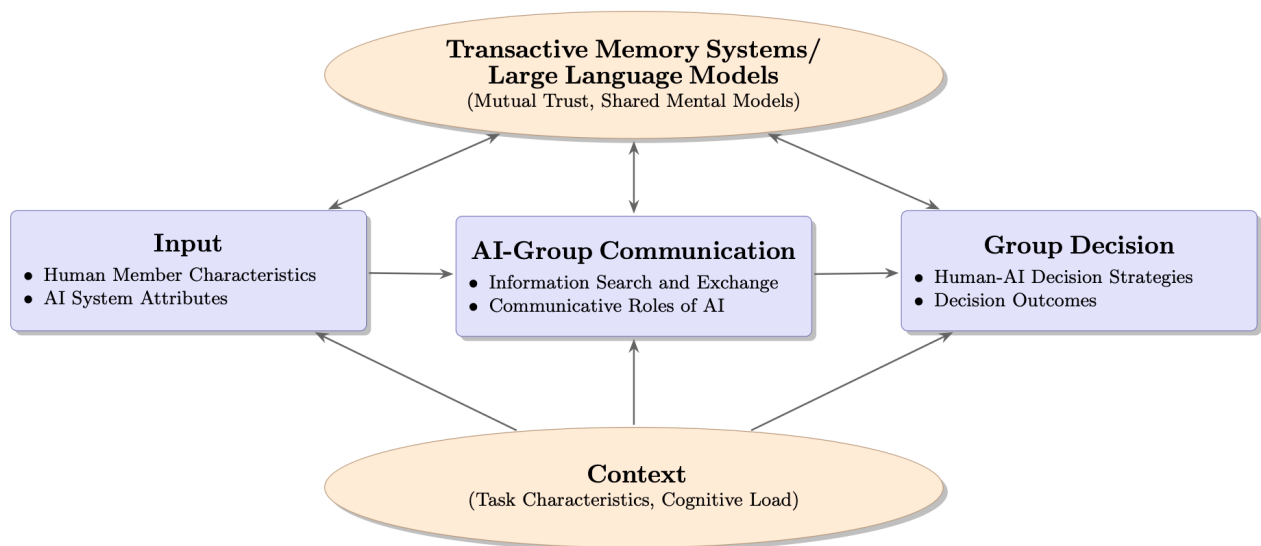 Transactive Memory Systems/
Large Language Models
(Mutual Trust, Shared Mental Models)
Input
• Human Member Characteristics
• AI System Attributes
AI-Group Communication
• Information Search and Exchange
• Communicative Roles of AI
Group Decision
• Human-AI Decision Strategies
• Decision Outcomes
Context
(Task Characteristics, Cognitive Load)